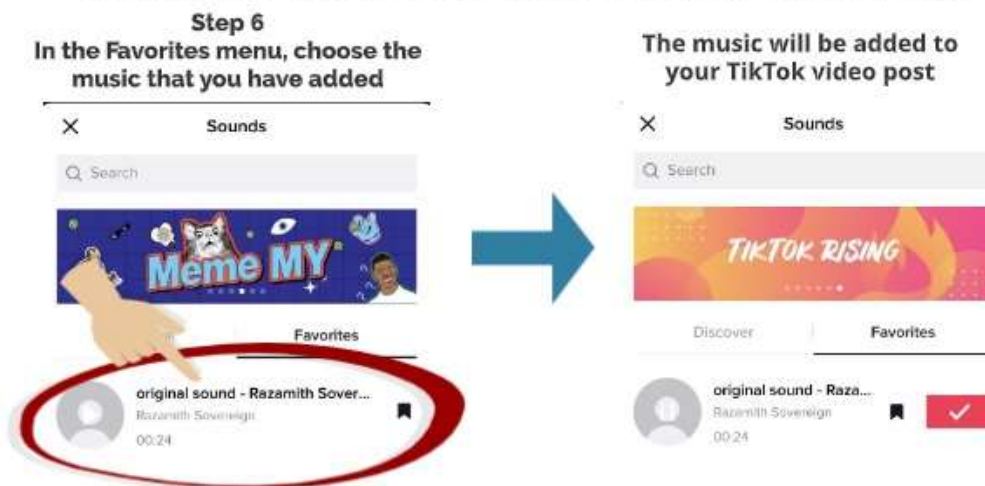 Step 6
In the Favorites menu, choose the
music that you have added
Sounds
Search
Meme MY
Favorites
original sound - Razamith Sover...
Razamith Sovereign
00:24
The music will be added to
your TikTok video post
Sounds
Search
TIKTOK RISING
Discover
Favorites
original sound - Raza...
Razamith Sovereign
00:24